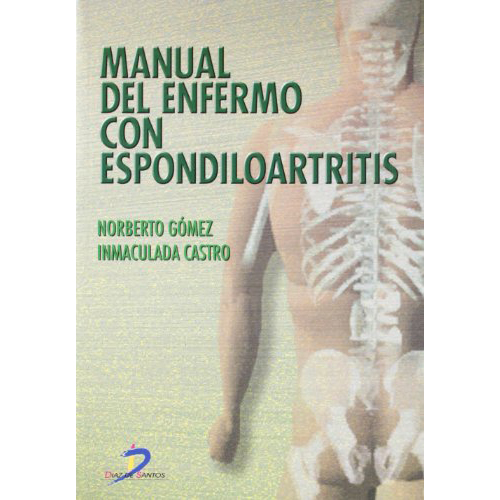 MANUAL
DEL ENFERMO
CON
ESPONDILOARTRITIS
NORBERTO GÓMEZ
INMACULADA CASTRO
DIAZ DE SANTOS